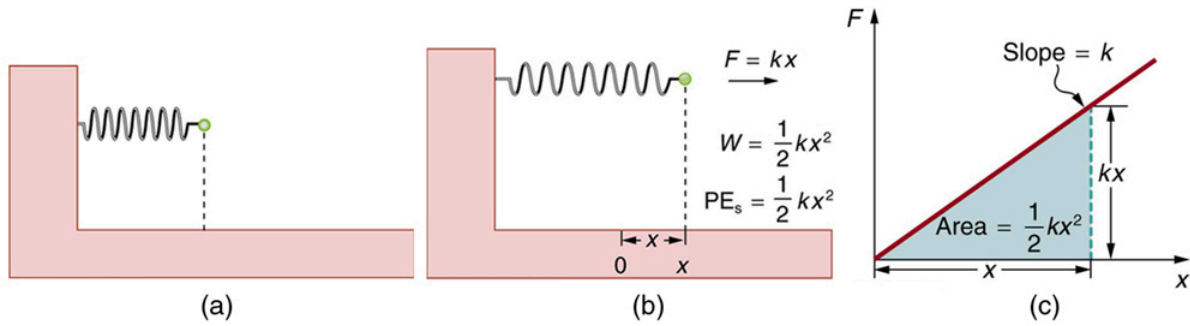 (a)
F = kx
W = 1/2 kx²
PEₛ = 1/2 kx²
x
0 x
(b)
F
Slope = k
kx
Area = 1/2 kx²
x
x
(c)